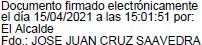 Documento firmado electrónicamente
el día 15/04/2021 a las 15:01:51 por:
El Alcalde
Fdo.: JOSE JUAN CRUZ SAAVEDRA